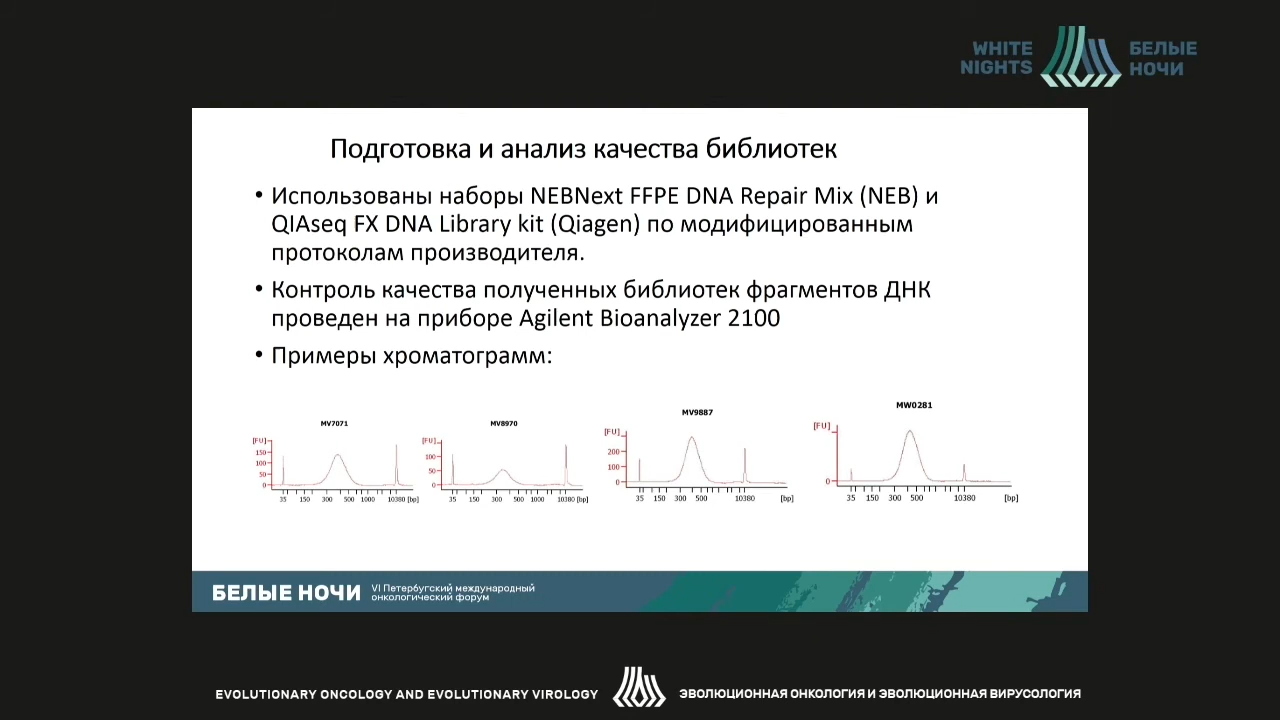 WHITE
NIGHTS
БЕЛЫЕ
НОЧИ
Подготовка и анализ качества библиотек
• Использованы наборы NEBNext FFPE DNA Repair Mix (NEB) и
QIAseq FX DNA Library kit (Qiagen) по модифицированным
протоколам производителя.
• Контроль качества полученных библиотек фрагментов ДНК
проведен на приборе Agilent Bioanalyzer 2100
• Примеры хроматограмм:
MV7071
[FU]
150
100
50
0
35 150 300 500 1000 10380 [bp]
MV8970
[FU]
100
50
0
35 150 300 500 1000 10380 [bp]
MV9887
[FU]
200
100
0
35 150 300 500 10380 [bp]
MW0281
[FU]
0
35 150 300 500 10380 [bp]
БЕЛЫЕ НОЧИ
VI Петербугский международный
онкологический форум
EVOLUTIONARY ONCOLOGY AND EVOLUTIONARY VIROLOGY
ЭВОЛЮЦИОННАЯ ОНКОЛОГИЯ И ЭВОЛЮЦИОННАЯ ВИРУСОЛОГИЯ